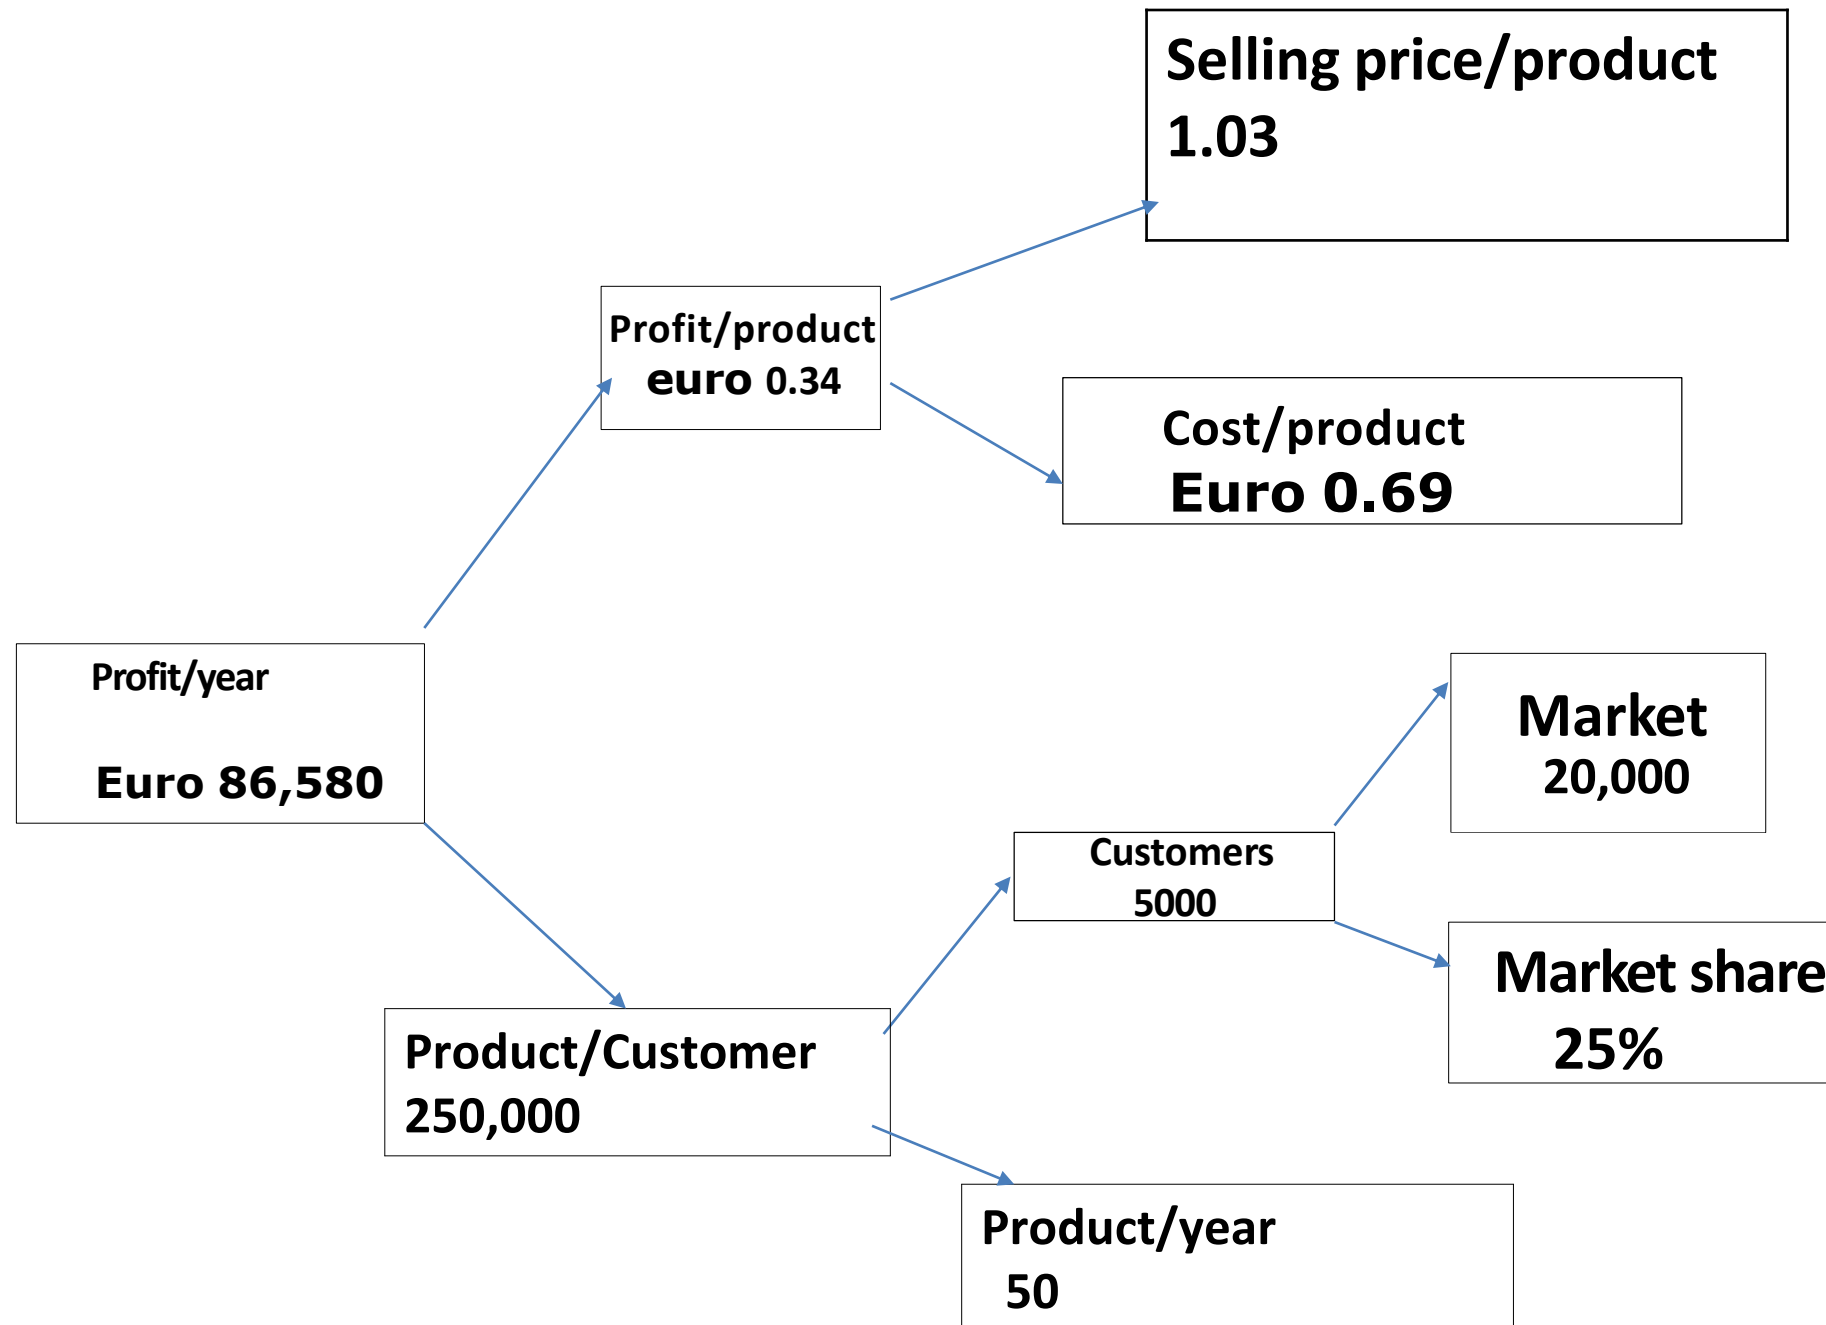 Selling price/product
1.03
Profit/product
euro 0.34
Cost/product
Euro 0.69
Profit/year
Euro 86,580
Market
20,000
Customers
5000
Market share
25%
Product/Customer
250,000
Product/year
50